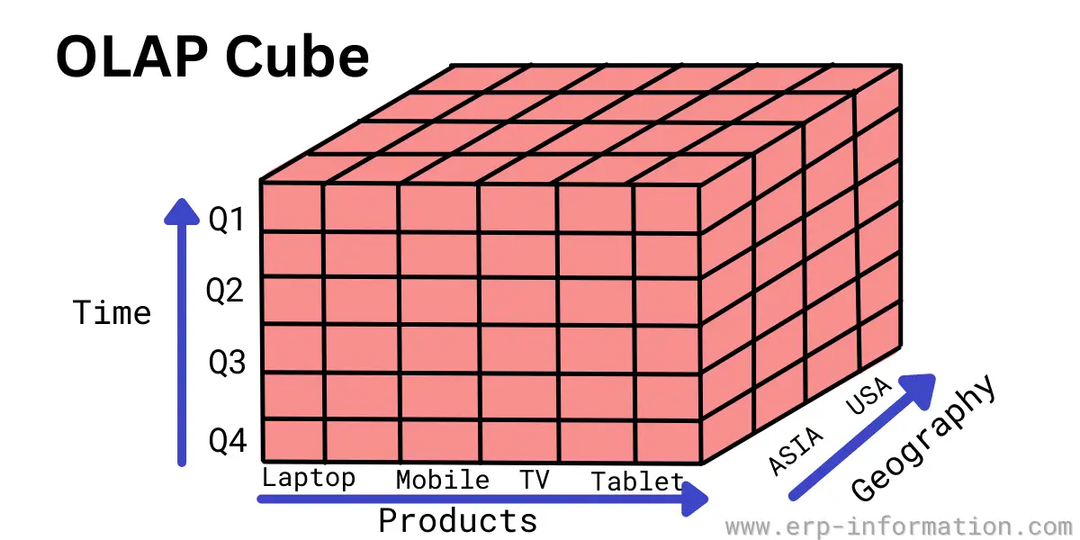 OLAP Cube
Q1
Q2
Time
Q3
Q4
Laptop Mobile TV Tablet
Products
ASIA USA
Geography
www.erp-information.com